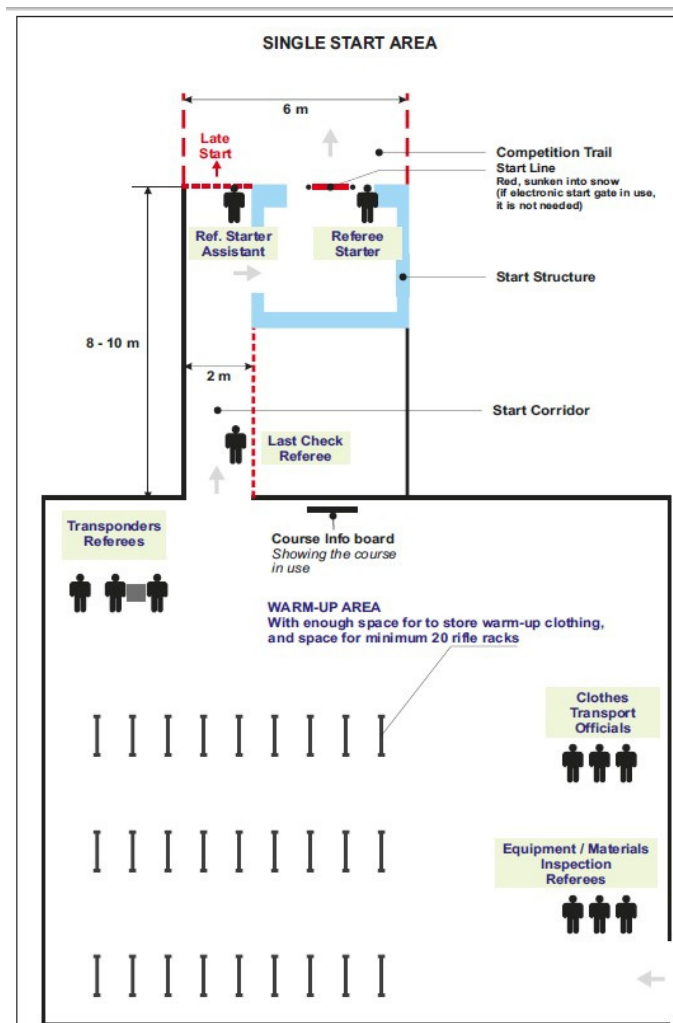 SINGLE START AREA
6 m
Late
Start
Competition Trail
Start Line
Red, sunken into snow
(if electronic start gate in use,
it is not needed)
Ref. Starter
Assistant
Referee
Starter
Start Structure
8 - 10 m
2 m
Start Corridor
Last Check
Referee
Transponders
Referees
Course Info board
Showing the course
in use
WARM-UP AREA
With enough space for to store warm-up clothing,
and space for minimum 20 rifle racks
Clothes
Transport
Officials
Equipment / Materials
Inspection
Referees